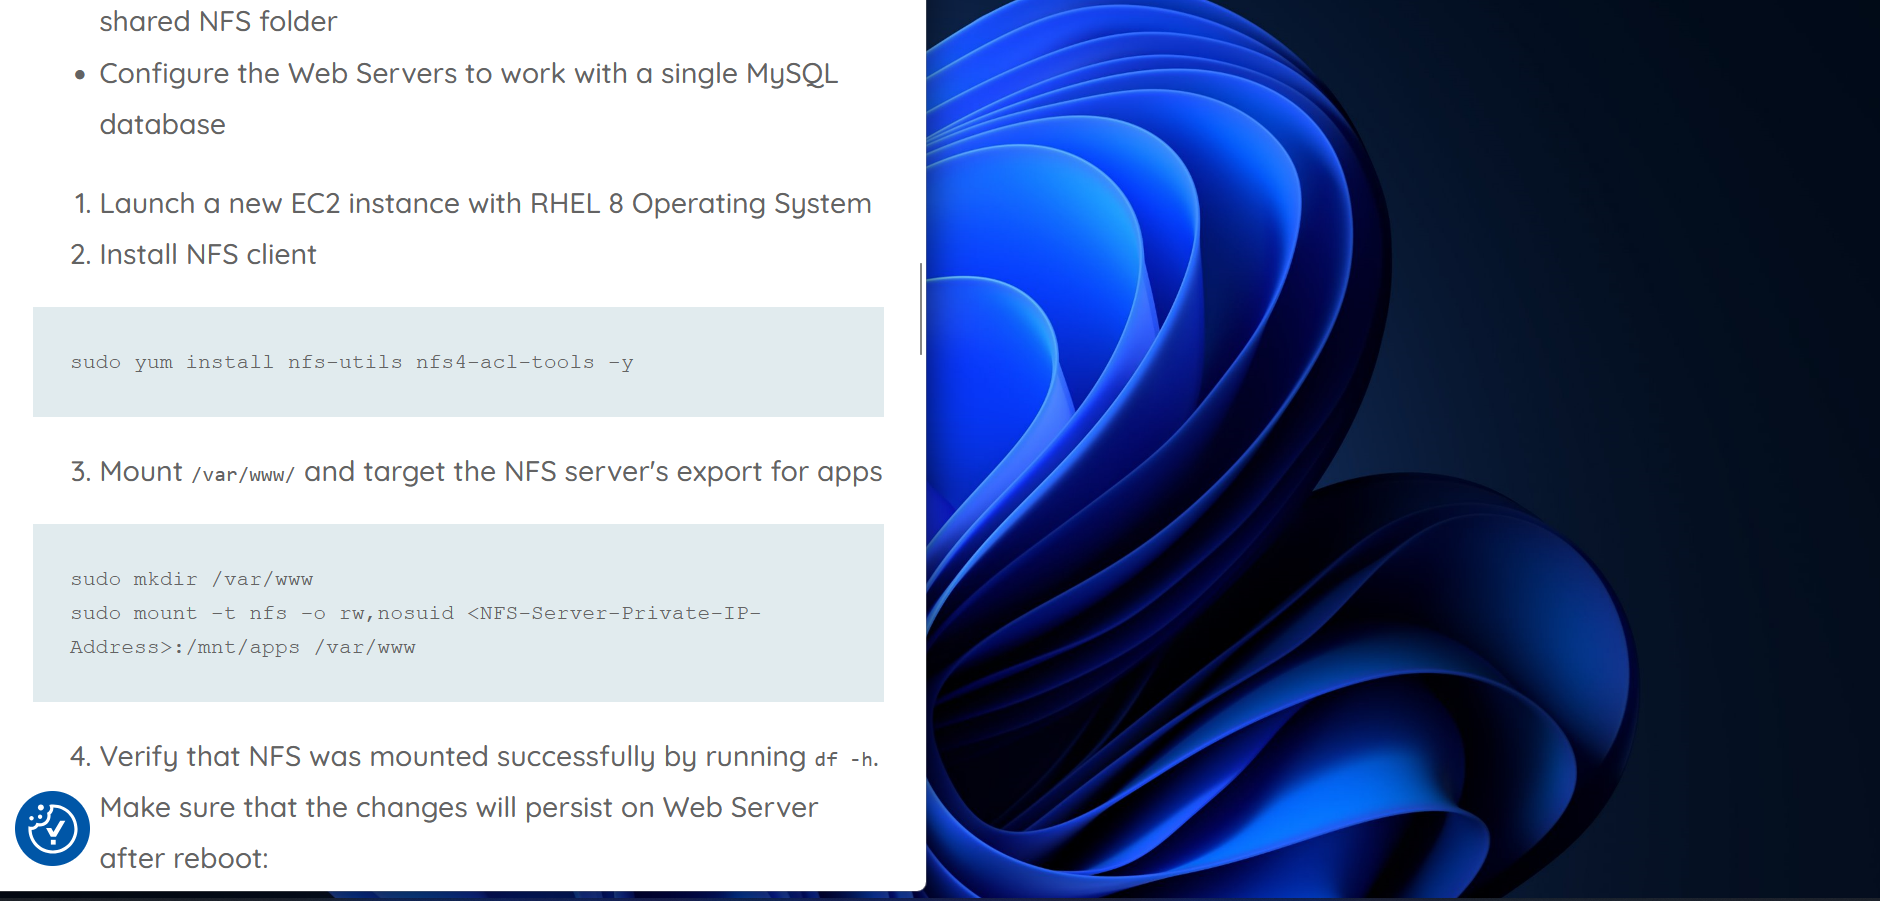 shared NFS folder
• Configure the Web Servers to work with a single MySQL
database
1. Launch a new EC2 instance with RHEL 8 Operating System
2. Install NFS client
sudo yum install nfs-utils nfs4-acl-tools -y
3. Mount /var/www/ and target the NFS server's export for apps
sudo mkdir /var/www
sudo mount -t nfs -o rw,nosuid <NFS-Server-Private-IP-
Address>:/mnt/apps /var/www
4. Verify that NFS was mounted successfully by running df -h.
Make sure that the changes will persist on Web Server
after reboot: